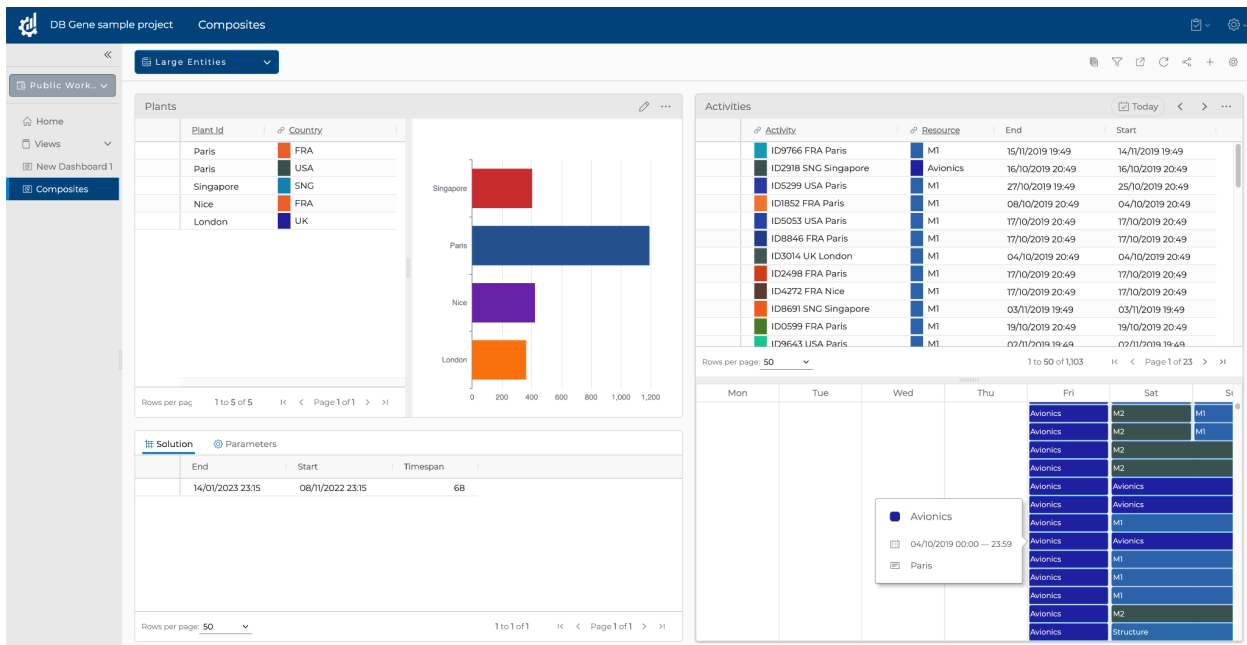 DB Gene sample project Composites
Large Entities
Public Work...
Home
Views
New Dashboard 1
Composites
Plants
Plant Id Country
Paris FRA
Paris USA
Singapore SNG
Nice FRA
London UK
Rows per pag 1 to 5 of 5 Page 1 of 1
Singapore
Paris
Nice
London
0 200 400 600 800 1,000 1,200
Solution Parameters
End Start Timespan
14/01/2023 23:15 08/11/2022 23:15 68
Rows per page: 50 1 to 1 of 1 Page 1 of 1
Activities Today
Activity Resource End Start
ID9766 FRA Paris M1 15/11/2019 19:49 14/11/2019 19:49
ID2918 SNG Singapore Avionics 16/10/2019 20:49 16/10/2019 20:49
ID5299 USA Paris M1 27/10/2019 19:49 25/10/2019 20:49
ID1852 FRA Paris M1 08/10/2019 20:49 04/10/2019 20:49
ID5053 USA Paris M1 17/10/2019 20:49 17/10/2019 20:49
ID8846 FRA Paris M1 17/10/2019 20:49 17/10/2019 20:49
ID3014 UK London M1 04/10/2019 20:49 04/10/2019 20:49
ID2498 FRA Paris M1 17/10/2019 20:49 17/10/2019 20:49
ID4272 FRA Nice M1 17/10/2019 20:49 17/10/2019 20:49
ID8691 SNG Singapore M1 03/11/2019 19:49 03/11/2019 19:49
ID0599 FRA Paris M1 19/10/2019 20:49 19/10/2019 20:49
ID9643 USA Paris M1 02/11/2019 19:49 02/11/2019 19:49
Rows per page: 50 1 to 50 of 1,103 Page 1 of 23
Mon Tue Wed Thu Fri Sat Su
Avionics M2 M1
Avionics M2 M1
Avionics M2
Avionics M2
Avionics Avionics
Avionics Avionics
Avionics M1
Avionics Avionics
Avionics M1
Avionics M1
Avionics M1
Avionics M2
Avionics Structure
Avionics
04/10/2019 00:00 — 23:59
Paris